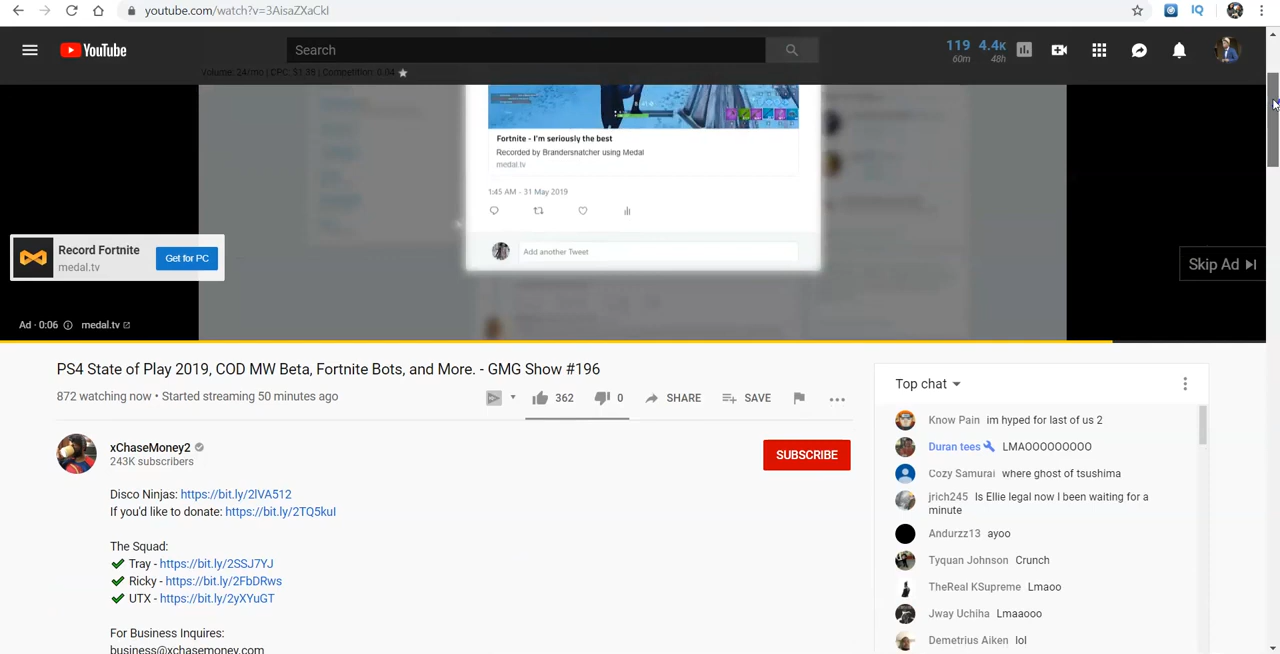 youtube.com/watch?v=3AisaZXaCkI
IQ
YouTube
Search
119 4.4K
60m 48h
Fortnite - I'm seriously the best
Recorded by Brandersnatcher using Medal
medal.tv
1:45 AM - 31 May 2019
Add another Tweet
Record Fortnite
medal.tv
Get for PC
Skip Ad
Ad · 0:06 medal.tv
PS4 State of Play 2019, COD MW Beta, Fortnite Bots, and More. - GMG Show #196
872 watching now • Started streaming 50 minutes ago
362 0 SHARE SAVE
xChaseMoney2
243K subscribers
SUBSCRIBE
Disco Ninjas: https://bit.ly/2lVA512
If you'd like to donate: https://bit.ly/2TQ5kuI
The Squad:
Tray - https://bit.ly/2SSJ7YJ
Ricky - https://bit.ly/2FbDRws
UTX - https://bit.ly/2yXYuGT
For Business Inquires:
business@xchasemoney.com
Top chat
Know Pain im hyped for last of us 2
Duran tees LMAOOOOOOOO
Cozy Samurai where ghost of tsushima
jrich245 Is Ellie legal now I been waiting for a
minute
Andurzz13 ayoo
Tyquan Johnson Crunch
TheReal KSupreme Lmaoo
Jway Uchiha Lmaaooo
Demetrius Aiken lol